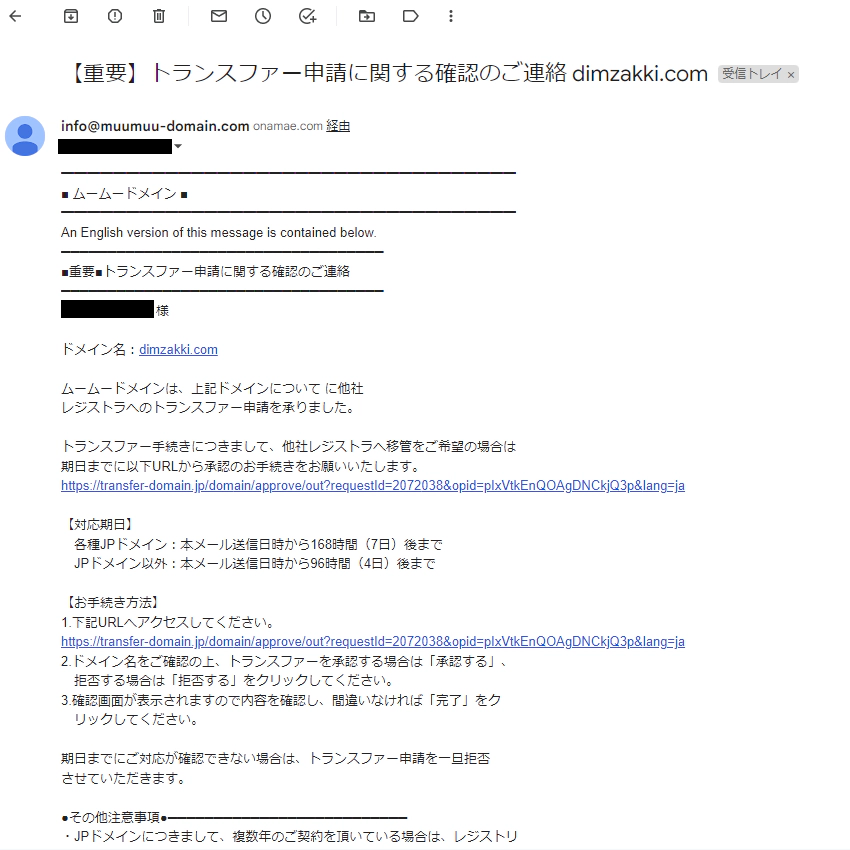 【重要】トランスファー申請に関する確認のご連絡 dimzakki.com 受信トレイ ×
info@muumuu-domain.com onamae.com 経由
━━━━━━━━━━━━━━━━━━━━━━━━━━━━━━━━━━━
■ ムームードメイン ■
━━━━━━━━━━━━━━━━━━━━━━━━━━━━━━━━━━━
An English version of this message is contained below.
━━━━━━━━━━━━━━━━━━━━━━━━━
■重要■トランスファー申請に関する確認のご連絡
━━━━━━━━━━━━━━━━━━━━━━━━━
様
ドメイン名：dimzakki.com
ムームードメインは、上記ドメインについて に他社
レジストラへのトランスファー申請を承りました。
トランスファー手続きにつきまして、他社レジストラへ移管をご希望の場合は
期日までに以下URLから承認のお手続きをお願いいたします。
https://transfer-domain.jp/domain/approve/out?requestId=2072038&opid=pIxVtkEnQOAgDNCkjQ3p&lang=ja
【対応期日】
各種JPドメイン：本メール送信日時から168時間（7日）後まで
JPドメイン以外：本メール送信日時から96時間（4日）後まで
【お手続き方法】
1.下記URLへアクセスしてください。
https://transfer-domain.jp/domain/approve/out?requestId=2072038&opid=pIxVtkEnQOAgDNCkjQ3p&lang=ja
2.ドメイン名をご確認の上、トランスファーを承認する場合は「承認する」、
拒否する場合は「拒否する」をクリックしてください。
3.確認画面が表示されますので内容を確認し、間違いなければ「完了」をク
リックしてください。
期日までにご対応が確認できない場合は、トランスファー申請を一旦拒否
させていただきます。
●その他注意事項●━━━━━━━━━━━━━━━━━━
・JPドメインにつきまして、複数年のご契約を頂いている場合は、レジストリ